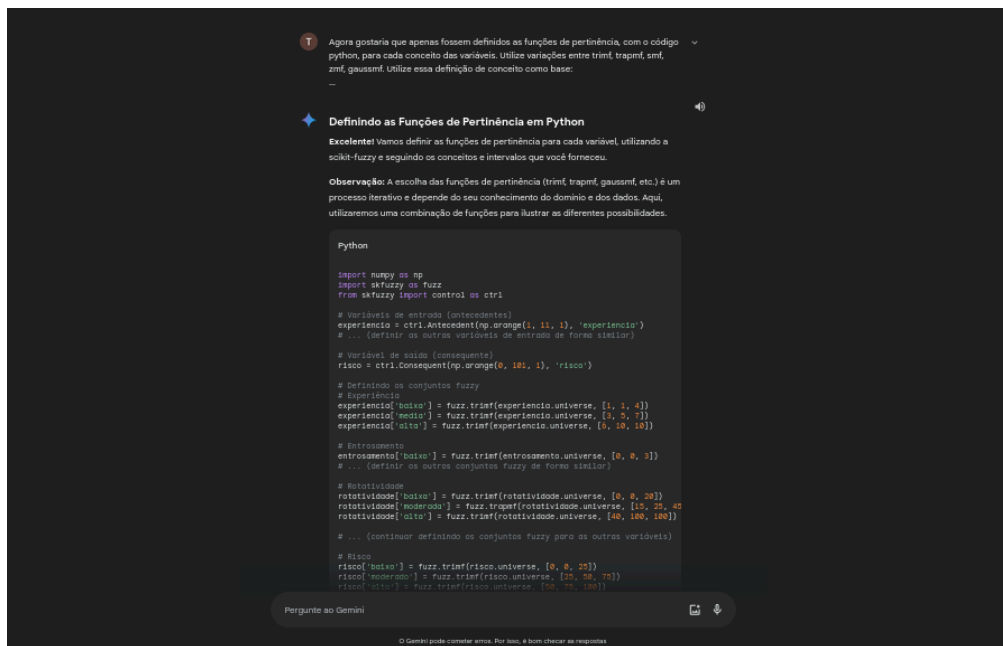 T
Agora gostaria que apenas fossem definidos as funções de pertinência, com o código
python, para cada conceito das variáveis. Utilize variações entre trimf, trapmf, smf,
zmf, gaussmf. Utilize essa definição de conceito como base:
...
Definindo as Funções de Pertinência em Python
Excelente! Vamos definir as funções de pertinência para cada variável, utilizando a
scikit-fuzzy e seguindo os conceitos e intervalos que você forneceu.
Observação: A escolha das funções de pertinência (trimf, trapmf, gaussmf, etc.) é um
processo iterativo e depende do seu conhecimento do domínio e dos dados. Aqui,
utilizaremos uma combinação de funções para ilustrar as diferentes possibilidades.
Python
import numpy as np
import skfuzzy as fuzz
from skfuzzy import control as ctrl
# Variáveis de entrada (antecedentes)
experiencia = ctrl.Antecedent(np.arange(1, 11, 1), 'experiencia')
# ... (definir as outras variáveis de entrada de forma similar)
# Variável de saída (consequente)
risco = ctrl.Consequent(np.arange(0, 101, 1), 'risco')
# Definindo os conjuntos fuzzy
# Experiência
experiencia['baixa'] = fuzz.trimf(experiencia.universe, [1, 1, 4])
experiencia['media'] = fuzz.trimf(experiencia.universe, [3, 5, 7])
experiencia['alta'] = fuzz.trimf(experiencia.universe, [6, 10, 10])
# Entrosamento
entrosamento['baixo'] = fuzz.trimf(entrosamento.universe, [0, 0, 3])
# ... (definir os outros conjuntos fuzzy de forma similar)
# Rotatividade
rotatividade['baixa'] = fuzz.trimf(rotatividade.universe, [0, 0, 20])
rotatividade['moderada'] = fuzz.trapmf(rotatividade.universe, [15, 25, 45
rotatividade['alta'] = fuzz.trimf(rotatividade.universe, [40, 100, 100])
# ... (continuar definindo os conjuntos fuzzy para as outras variáveis)
# Risco
risco['baixo'] = fuzz.trimf(risco.universe, [0, 0, 25])
risco['moderado'] = fuzz.trimf(risco.universe, [25, 50, 75])
risco['alto'] = fuzz.trimf(risco.universe, [50, 75, 100])
Pergunte ao Gemini
O Gemini pode cometer erros. Por isso, é bom checar as respostas